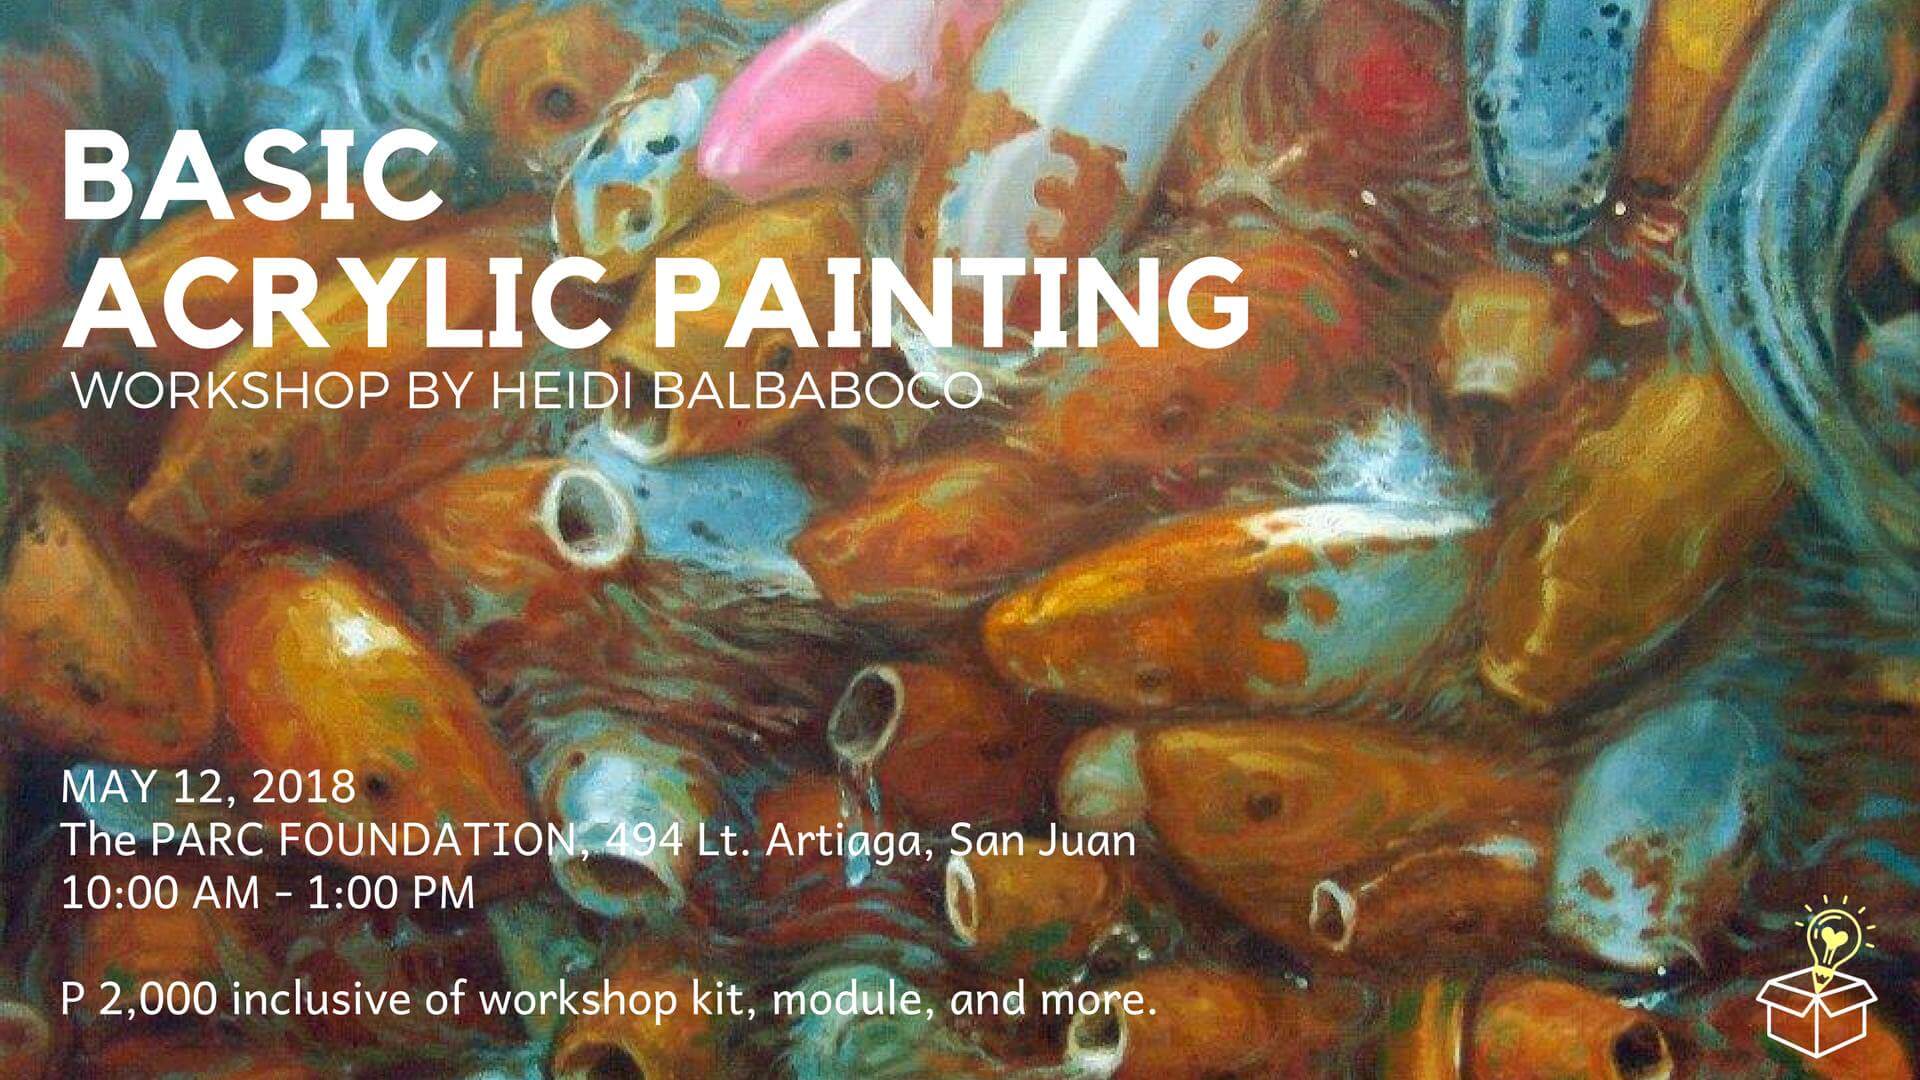 BASIC
ACRYLIC PAINTING
WORKSHOP BY HEIDI BALBABOCO
MAY 12, 2018
The PARC FOUNDATION, 494 Lt. Artiaga, San Juan
10:00 AM - 1:00 PM
P 2,000 inclusive of workshop kit, module, and more.